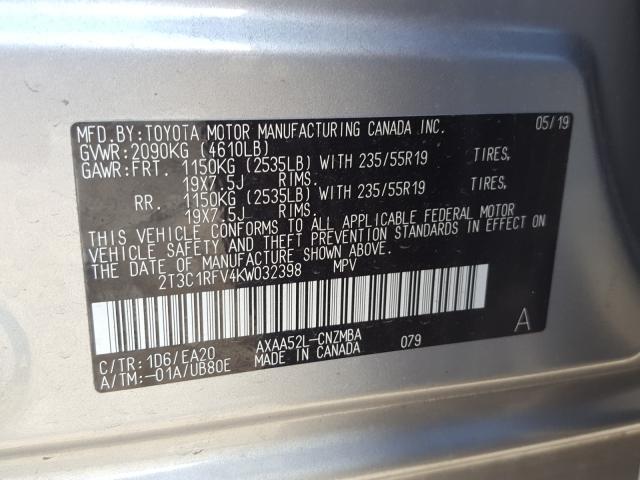 MFD.BY:TOYOTA MOTOR MANUFACTURING CANADA INC. 05/19
GVWR:2090KG (4610LB)
GAWR:FRT. 1150KG (2535LB) WITH 235/55R19 TIRES,
19X7.5J RIMS.
RR. 1150KG (2535LB) WITH 235/55R19 TIRES,
19X7.5J RIMS.
THIS VEHICLE CONFORMS TO ALL APPLICABLE FEDERAL MOTOR
VEHICLE SAFETY AND THEFT PREVENTION STANDARDS IN EFFECT ON
THE DATE OF MANUFACTURE SHOWN ABOVE.
2T3C1RFV4KW032398 MPV
C/TR:1D6/EA20 AXAA52L-CNZMBA 079 A
A/TM:-01A/UB80E MADE IN CANADA